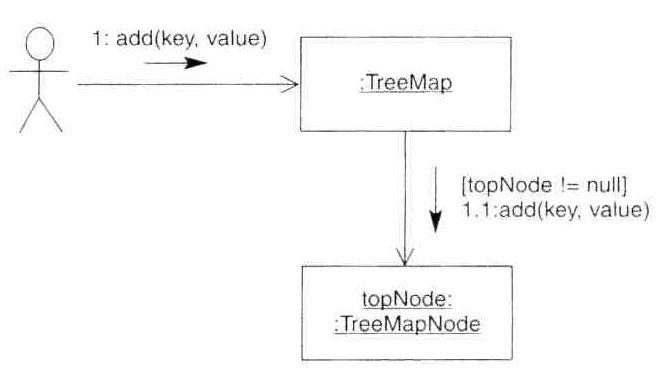 1: add(key, value)
:TreeMap
[topNode != null]
1.1:add(key, value)
topNode:
:TreeMapNode